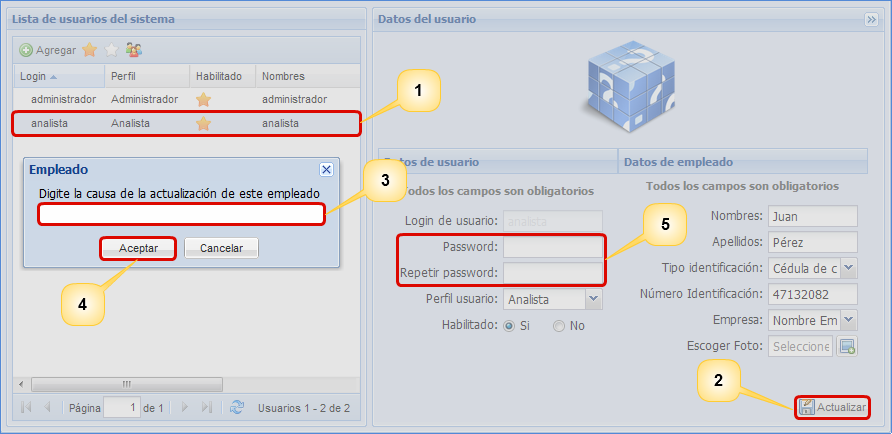 Lista de usuarios del sistema
Agregar
Login Perfil Habilitado Nombres
administrador Administrador administrador
analista Analista analista
1
Empleado
Digite la causa de la actualización de este empleado
3
Aceptar Cancelar
4
Página 1 de 1 Usuarios 1 - 2 de 2
Datos del usuario
Datos de usuario
Todos los campos son obligatorios
Login de usuario: analista
Password:
Repetir password:
5
Perfil usuario: Analista
Habilitado: Si No
Datos de empleado
Todos los campos son obligatorios
Nombres: Juan
Apellidos: Pérez
Tipo identificación: Cédula de c
Número Identificación: 47132082
Empresa: Nombre Em
Escoger Foto: Seleccione
2
Actualizar